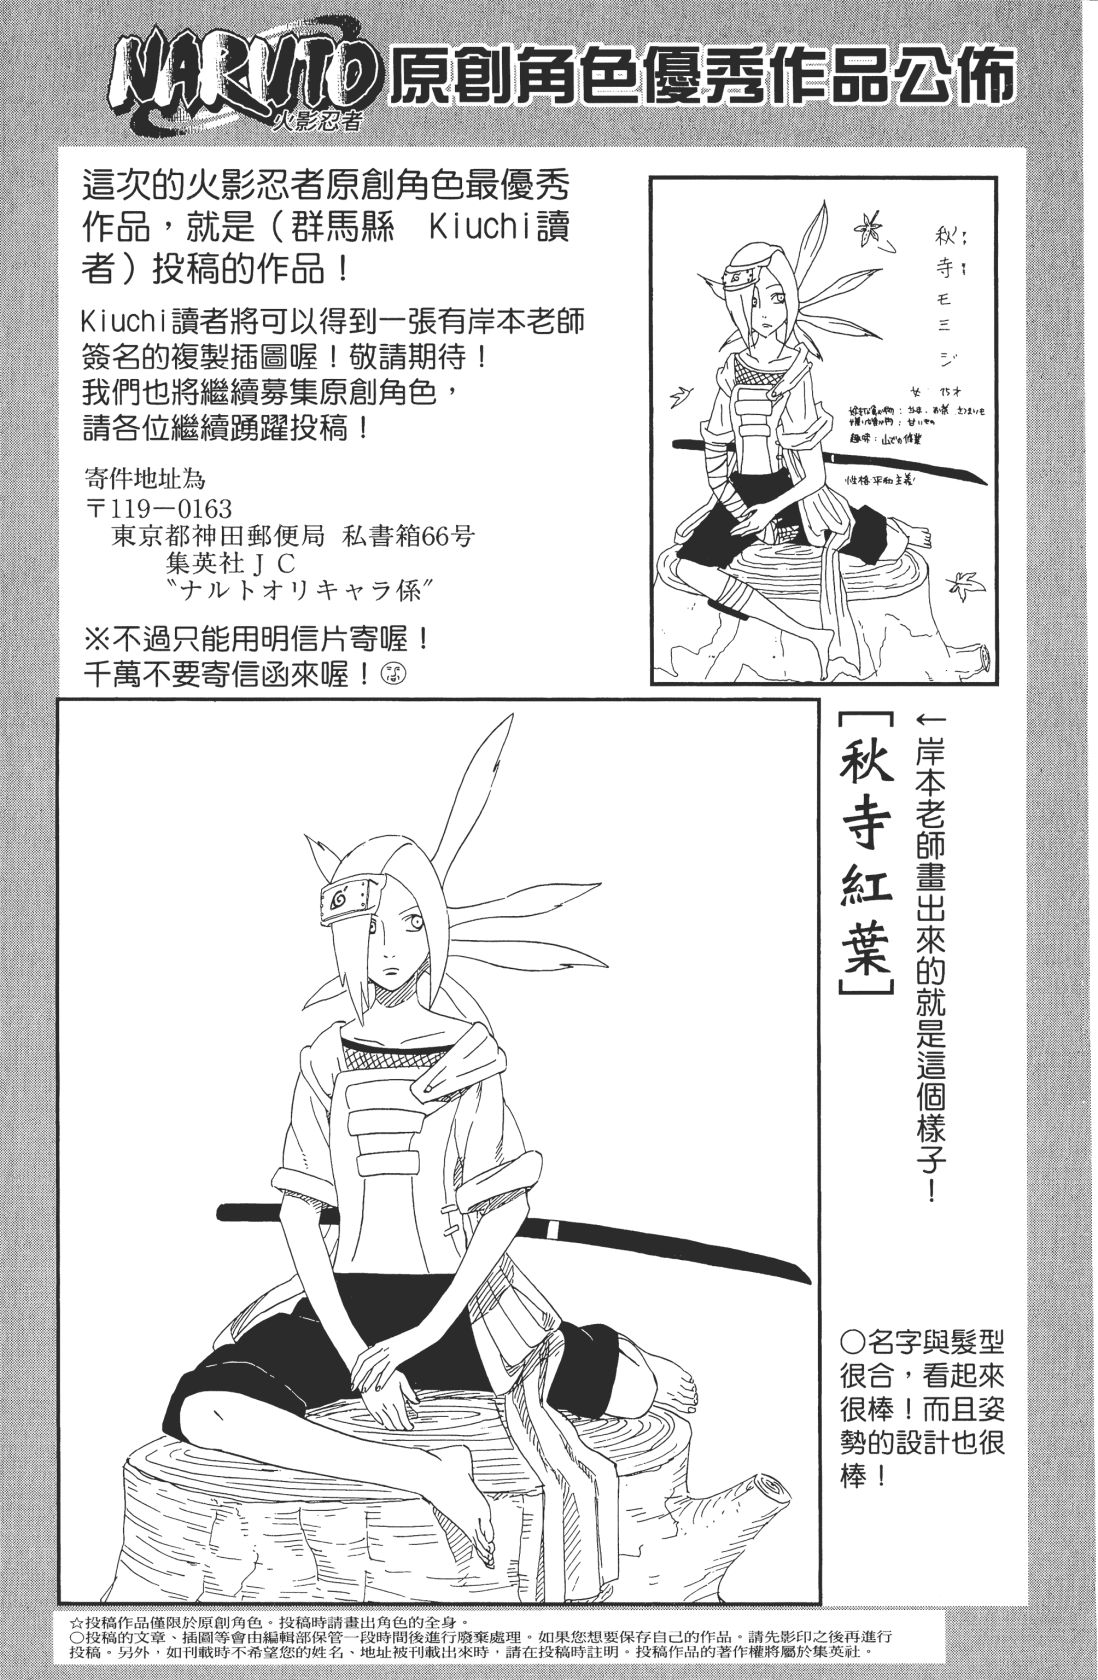 NARUTO
火影忍者
原創角色優秀作品公佈
這次的火影忍者原創角色最優秀
作品，就是（群馬縣　Kiuchi讀
者）投稿的作品！
Kiuchi讀者將可以得到一張有岸本老師
簽名的複製插圖喔！敬請期待！
我們也將繼續募集原創角色，
請各位繼續踴躍投稿！
寄件地址為
〒119－0163
東京都神田郵便局　私書箱66号
集英社ＪＣ
〝ナルトオリキャラ係〞
※不過只能用明信片寄喔！
千萬不要寄信函來喔！
秋寺モミジ
女 15才
趣味：山での修業
性格 平和主義
←岸本老師畫出來的就是這個樣子！
［秋寺紅葉］
○名字與髮型
很合，看起來
很棒！而且姿
勢的設計也很
棒！
☆投稿作品僅限於原創角色。投稿時請畫出角色的全身。
○投稿的文章、插圖等會由編輯部保管一段時間後進行廢棄處理。如果您想要保存自己的作品。請先影印之後再進行
投稿。另外，如刊載時不希望您的姓名、地址被刊載出來時，請在投稿時註明。投稿作品的著作權將屬於集英社。